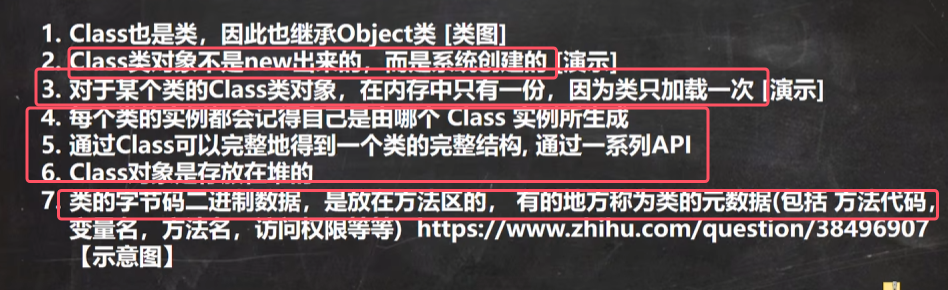 1. Class也是类，因此也继承Object类 [类图]
2. Class类对象不是new出来的，而是系统创建的 [演示]
3. 对于某个类的Class类对象，在内存中只有一份，因为类只加载一次 [演示]
4. 每个类的实例都会记得自己是由哪个 Class 实例所生成
5. 通过Class可以完整地得到一个类的完整结构, 通过一系列API
6. Class对象是存放在堆的
7. 类的字节码二进制数据，是放在方法区的， 有的地方称为类的元数据(包括 方法代码，
变量名，方法名，访问权限等等) https://www.zhihu.com/question/38496907
【示意图】